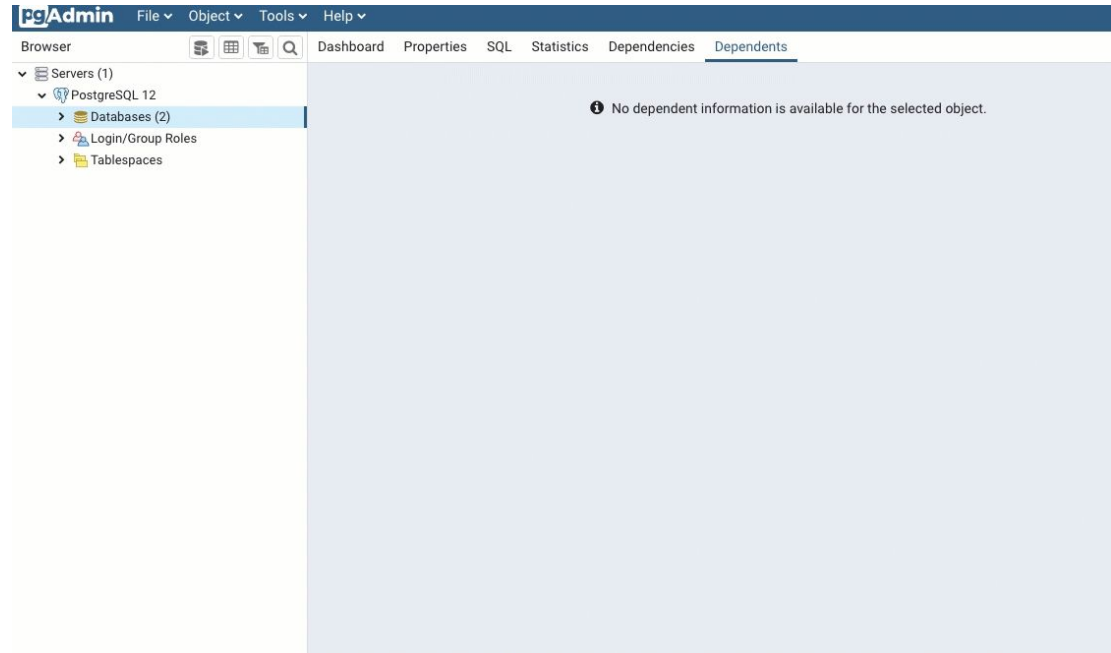 pgAdmin File Object Tools Help
Browser Dashboard Properties SQL Statistics Dependencies Dependents
Servers (1)
PostgreSQL 12
Databases (2)
No dependent information is available for the selected object.
Login/Group Roles
Tablespaces